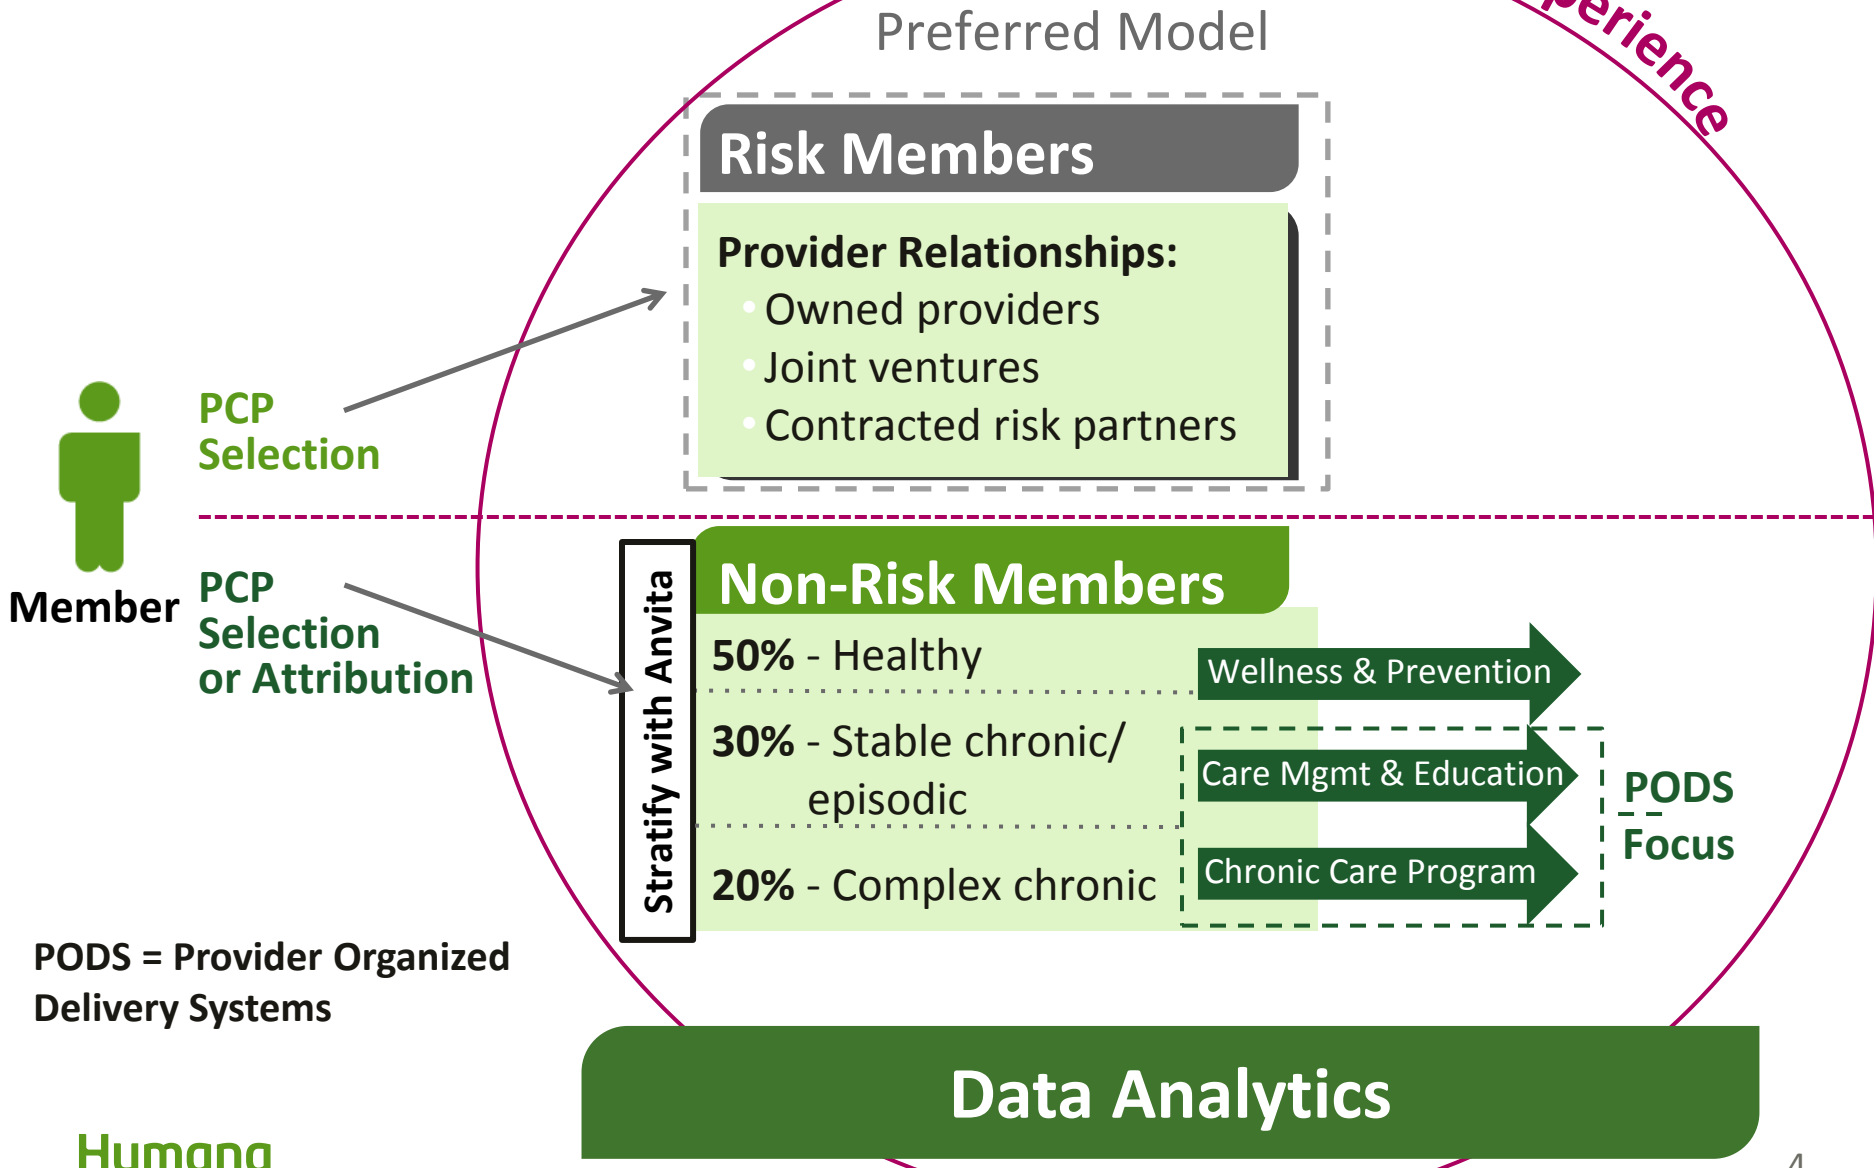 Preferred Model
perience
Risk Members
Provider Relationships:
• Owned providers
• Joint ventures
• Contracted risk partners
PCP
Selection
Member
PCP
Selection
or Attribution
Stratify with Anvita
Non-Risk Members
50% - Healthy
30% - Stable chronic/
episodic
20% - Complex chronic
Wellness & Prevention
Care Mgmt & Education
Chronic Care Program
PODS
Focus
PODS = Provider Organized
Delivery Systems
Data Analytics
Humana
4